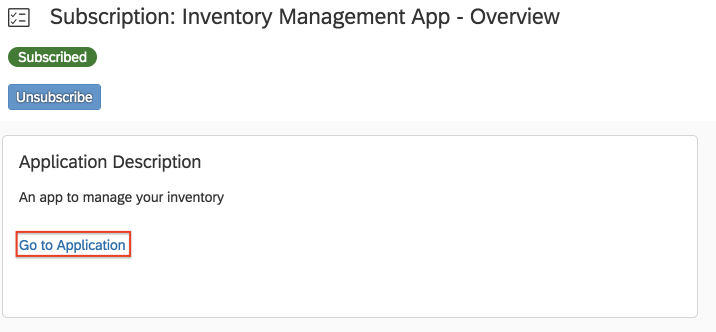 Subscription: Inventory Management App - Overview
Subscribed
Unsubscribe
Application Description
An app to manage your inventory
Go to Application